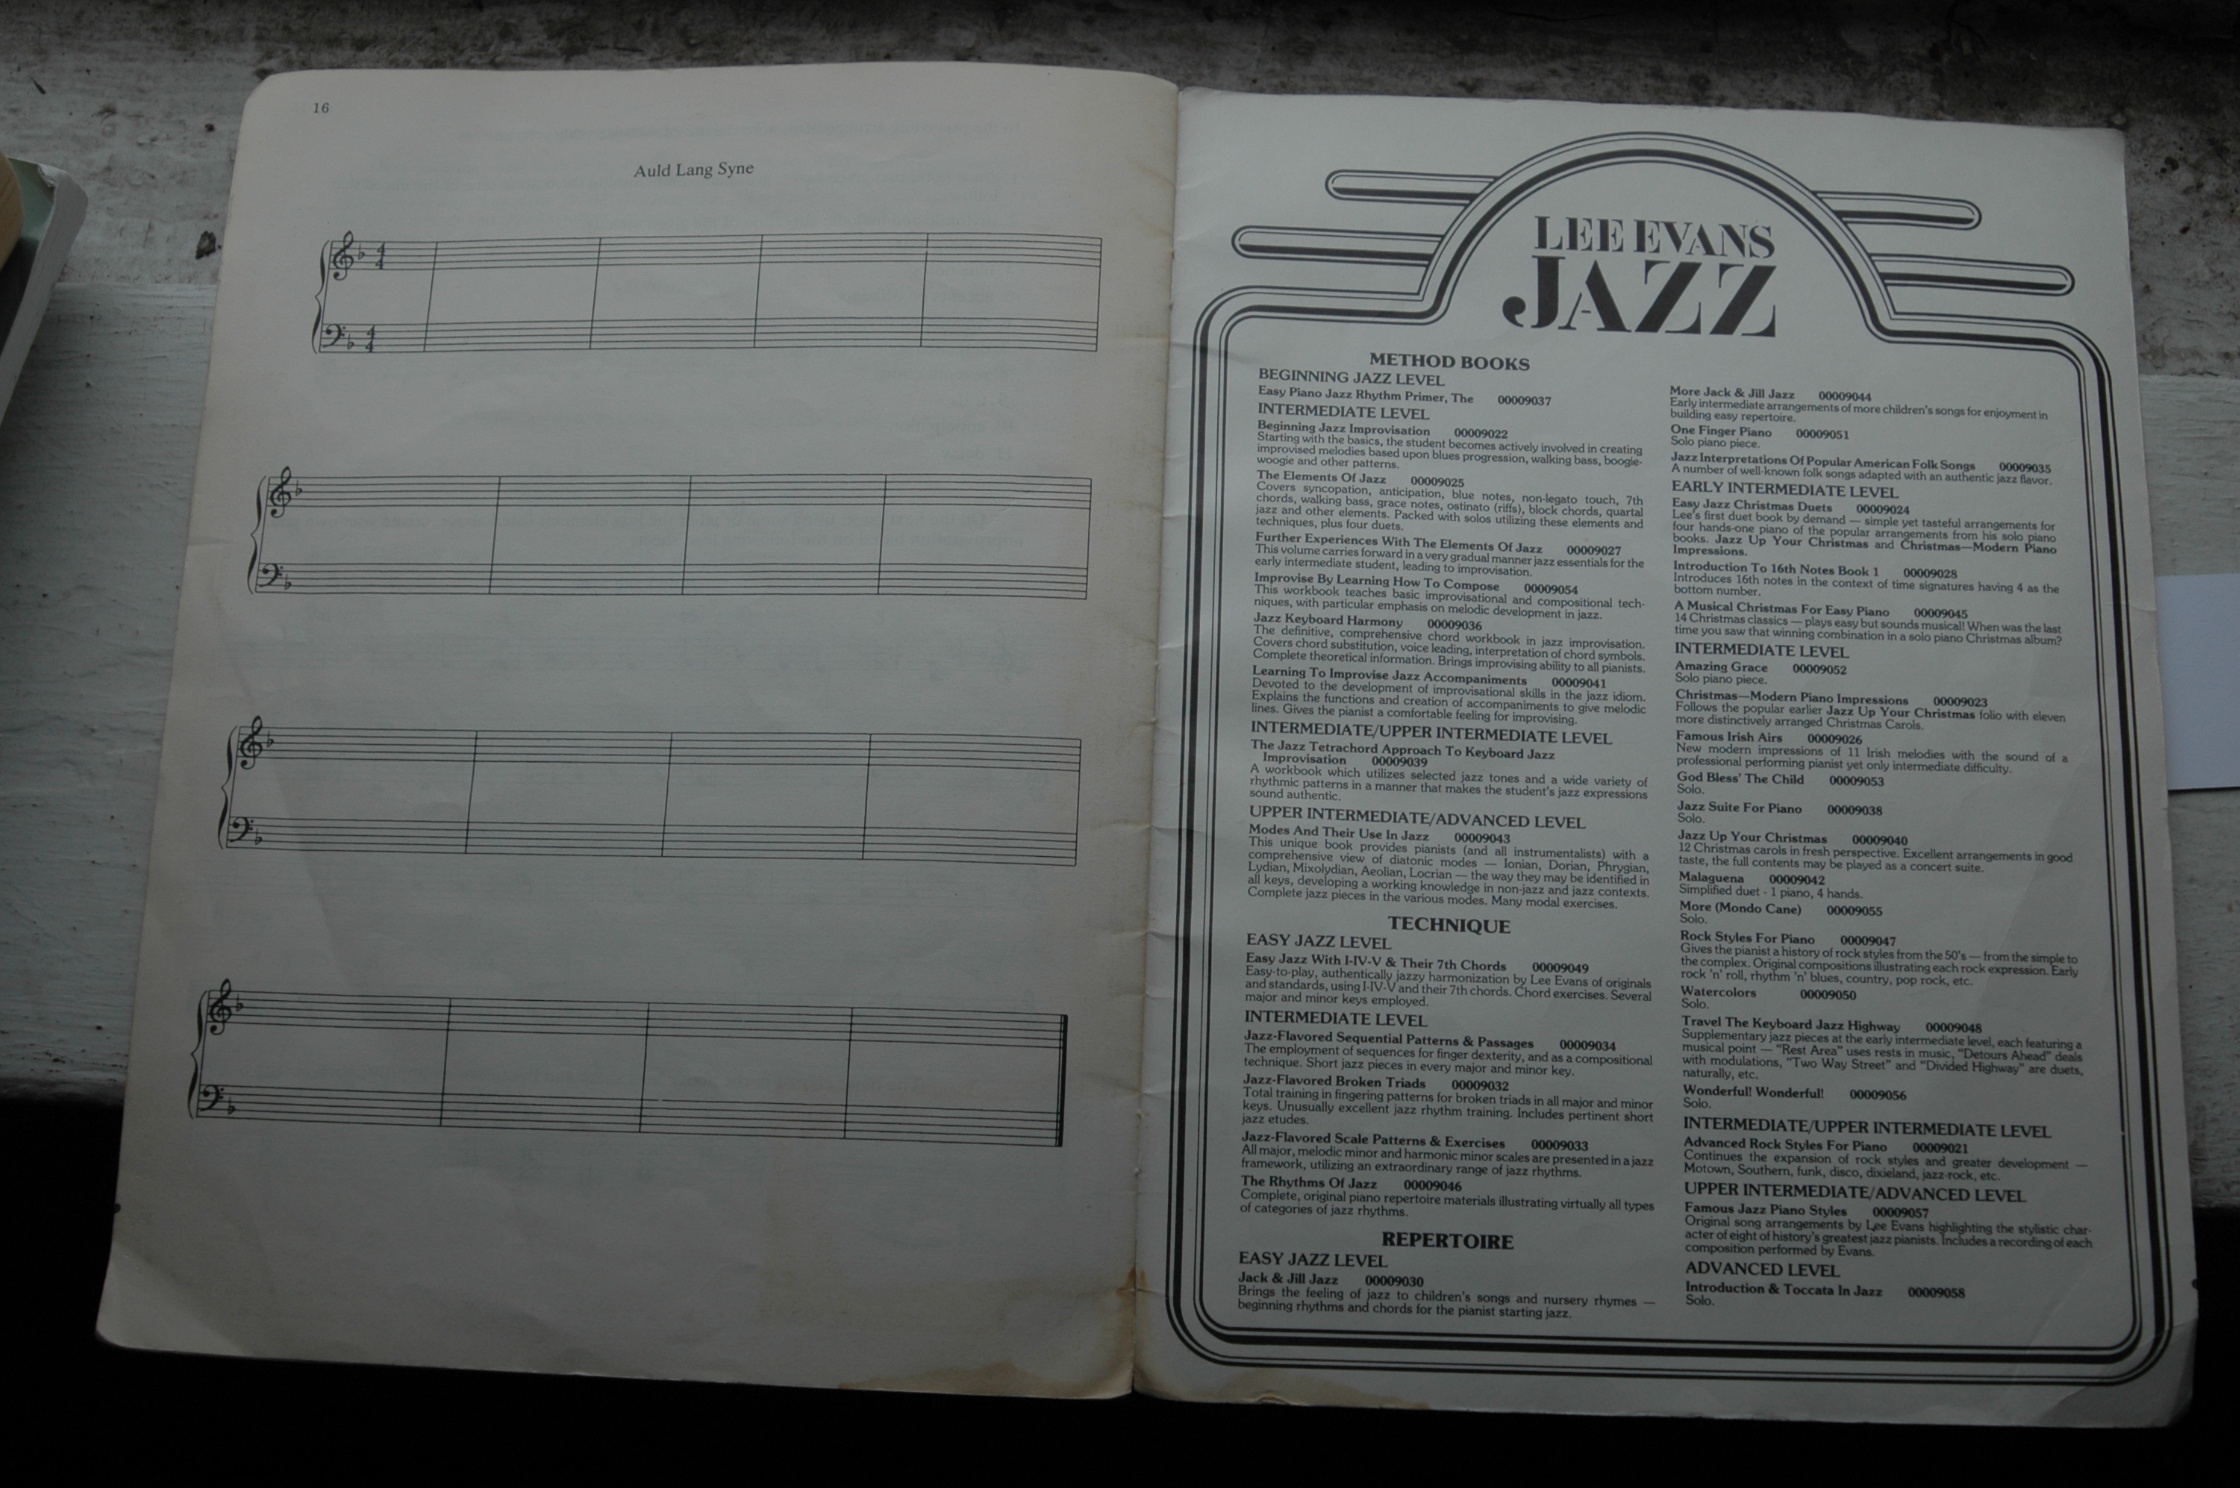 16
Auld Lang Syne
4
4
4
4
LEE EVANS
JAZZ
METHOD BOOKS
BEGINNING JAZZ LEVEL
Easy Piano Jazz Rhythm Primer, The 00009037
INTERMEDIATE LEVEL
Beginning Jazz Improvisation 00009022
Starting with the basics, the student becomes actively involved in creating
improvised melodies based upon blues progression, walking bass, boogie-
woogie and other patterns.
The Elements Of Jazz 00009025
Covers syncopation, anticipation, blue notes, non-legato touch, 7th
chords, walking bass, grace notes, ostinato (riffs), block chords, quartal
jazz and other elements. Packed with solos utilizing these elements and
techniques, plus four duets.
Further Experiences With The Elements Of Jazz 00009027
This volume carries forward in a very gradual manner jazz essentials for the
early intermediate student, leading to improvisation.
Improvise By Learning How To Compose 00009054
This workbook teaches basic improvisational and compositional tech-
niques, with particular emphasis on melodic development in jazz.
Jazz Keyboard Harmony 00009036
The definitive, comprehensive chord workbook in jazz improvisation.
Covers chord substitution, voice leading, interpretation of chord symbols.
Complete theoretical information. Brings improvising ability to all pianists.
Learning To Improvise Jazz Accompaniments 00009041
Devoted to the development of improvisational skills in the jazz idiom.
Explains the functions and creation of accompaniments to give melodic
lines. Gives the pianist a comfortable feeling for improvising.
INTERMEDIATE/UPPER INTERMEDIATE LEVEL
The Jazz Tetrachord Approach To Keyboard Jazz
Improvisation 00009039
A workbook which utilizes selected jazz tones and a wide variety of
rhythmic patterns in a manner that makes the student's jazz expressions
sound authentic.
UPPER INTERMEDIATE/ADVANCED LEVEL
Modes And Their Use In Jazz 00009043
This unique book provides pianists (and all instrumentalists) with a
comprehensive view of diatonic modes — Ionian, Dorian, Phrygian,
Lydian, Mixolydian, Aeolian, Locrian — the way they may be identified in
all keys, developing a working knowledge in non-jazz and jazz contexts.
Complete jazz pieces in the various modes. Many modal exercises.
TECHNIQUE
EASY JAZZ LEVEL
Easy Jazz With I-IV-V & Their 7th Chords 00009049
Easy-to-play, authentically jazzy harmonization by Lee Evans of originals
and standards, using I-IV-V and their 7th chords. Chord exercises. Several
major and minor keys employed.
INTERMEDIATE LEVEL
Jazz-Flavored Sequential Patterns & Passages 00009034
The employment of sequences for finger dexterity, and as a compositional
technique. Short jazz pieces in every major and minor key.
Jazz-Flavored Broken Triads 00009032
Total training in fingering patterns for broken triads in all major and minor
keys. Unusually excellent jazz rhythm training. Includes pertinent short
jazz etudes.
Jazz-Flavored Scale Patterns & Exercises 00009033
All major, melodic minor and harmonic minor scales are presented in a jazz
framework, utilizing an extraordinary range of jazz rhythms.
The Rhythms Of Jazz 00009046
Complete, original piano repertoire materials illustrating virtually all types
of categories of jazz rhythms.
REPERTOIRE
EASY JAZZ LEVEL
Jack & Jill Jazz 00009030
Brings the feeling of jazz to children's songs and nursery rhymes —
beginning rhythms and chords for the pianist starting jazz.
More Jack & Jill Jazz 00009044
Early intermediate arrangements of more children's songs for enjoyment in
building easy repertoire.
One Finger Piano 00009051
Solo piano piece.
Jazz Interpretations Of Popular American Folk Songs 00009035
A number of well-known folk songs adapted with an authentic jazz flavor.
EARLY INTERMEDIATE LEVEL
Easy Jazz Christmas Duets 00009024
Lee's first duet book by demand — simple yet tasteful arrangements for
four hands-one piano of the popular arrangements from his solo piano
books. Jazz Up Your Christmas and Christmas—Modern Piano
Impressions.
Introduction To 16th Notes Book 1 00009028
Introduces 16th notes in the context of time signatures having 4 as the
bottom number.
A Musical Christmas For Easy Piano 00009045
14 Christmas classics — plays easy but sounds musical! When was the last
time you saw that winning combination in a solo piano Christmas album?
INTERMEDIATE LEVEL
Amazing Grace 00009052
Solo piano piece.
Christmas—Modern Piano Impressions 00009023
Follows the popular earlier Jazz Up Your Christmas folio with eleven
more distinctively arranged Christmas Carols.
Famous Irish Airs 00009026
New modern impressions of 11 Irish melodies with the sound of a
professional performing pianist yet only intermediate difficulty.
God Bless' The Child 00009053
Solo.
Jazz Suite For Piano 00009038
Solo.
Jazz Up Your Christmas 00009040
12 Christmas carols in fresh perspective. Excellent arrangements in good
taste, the full contents may be played as a concert suite.
Malaguena 00009042
Simplified duet - 1 piano, 4 hands.
More (Mondo Cane) 00009055
Solo.
Rock Styles For Piano 00009047
Gives the pianist a history of rock styles from the 50's — from the simple to
the complex. Original compositions illustrating each rock expression. Early
rock 'n' roll, rhythm 'n' blues, country, pop rock, etc.
Watercolors 00009050
Solo.
Travel The Keyboard Jazz Highway 00009048
Supplementary jazz pieces at the early intermediate level, each featuring a
musical point — "Rest Area" uses rests in music, "Detours Ahead" deals
with modulations, "Two Way Street" and "Divided Highway" are duets,
naturally, etc.
Wonderful! Wonderful! 00009056
Solo.
INTERMEDIATE/UPPER INTERMEDIATE LEVEL
Advanced Rock Styles For Piano 00009021
Continues the expansion of rock styles and greater development —
Motown, Southern, funk, disco, dixieland, jazz-rock, etc.
UPPER INTERMEDIATE/ADVANCED LEVEL
Famous Jazz Piano Styles 00009057
Original song arrangements by Lee Evans highlighting the stylistic char-
acter of eight of history's greatest jazz pianists. Includes a recording of each
composition performed by Evans.
ADVANCED LEVEL
Introduction & Toccata In Jazz 00009058
Solo.